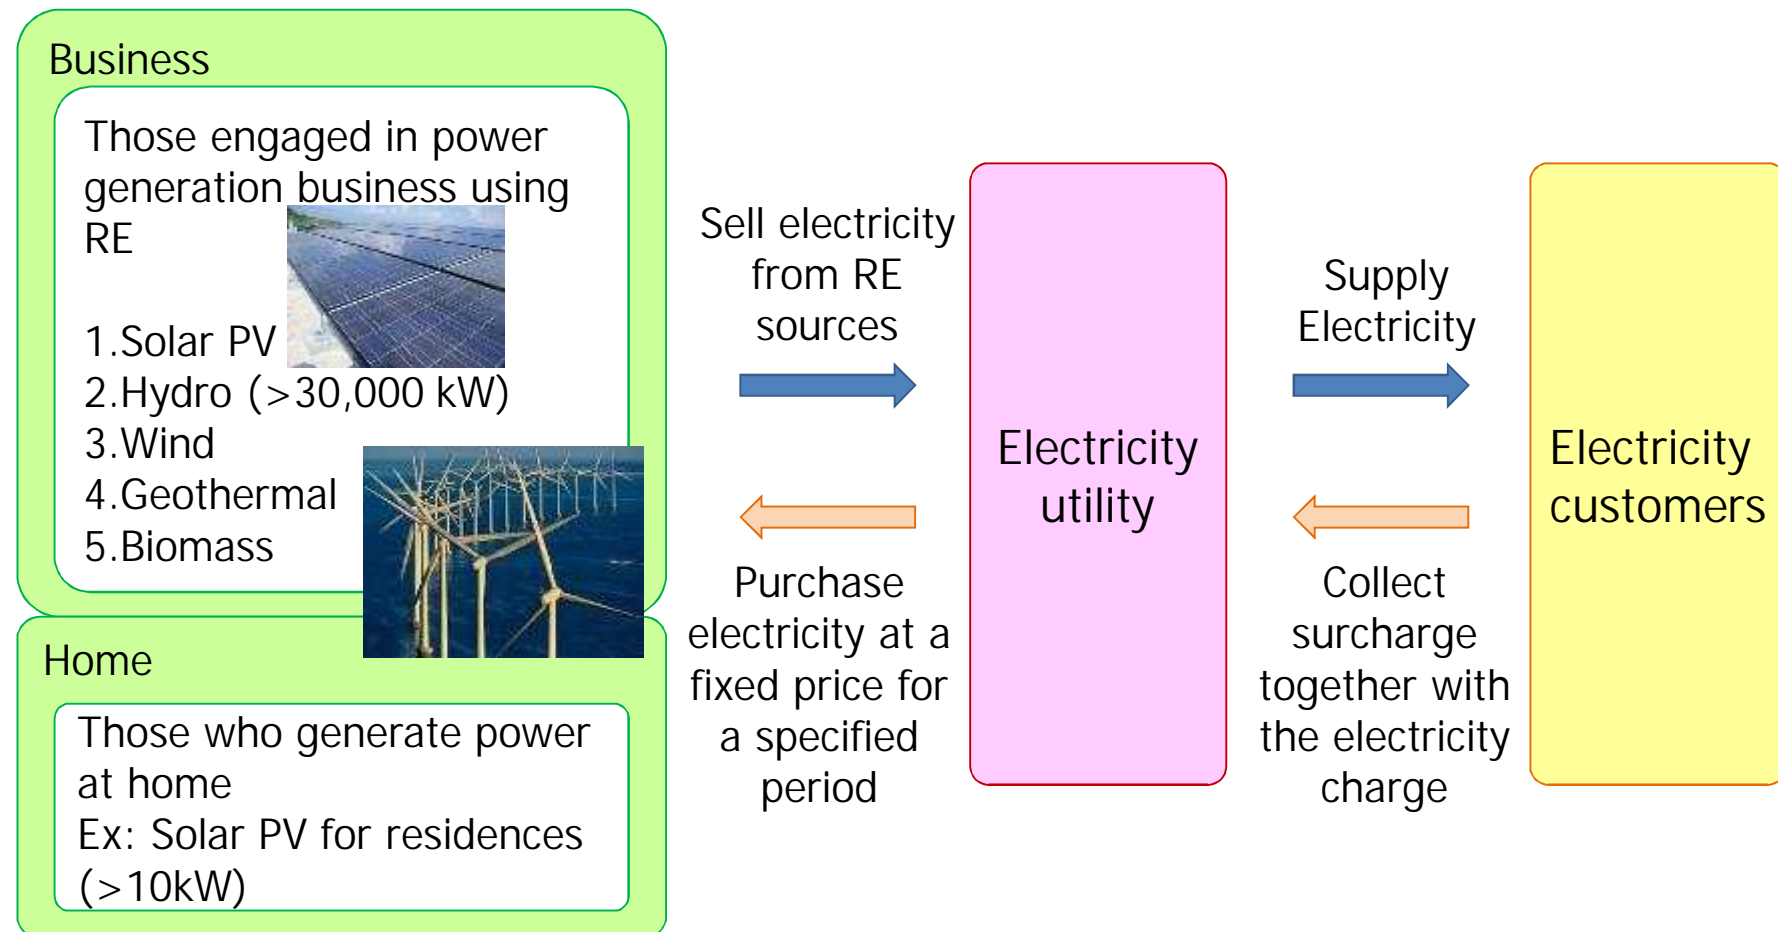 Business
Those engaged in power
generation business using
RE
1.Solar PV
2.Hydro (>30,000 kW)
3.Wind
4.Geothermal
5.Biomass
Home
Those who generate power
at home
Ex: Solar PV for residences
(>10kW)
Sell electricity
from RE
sources
Purchase
electricity at a
fixed price for
a specified
period
Electricity
utility
Supply
Electricity
Collect
surcharge
together with
the electricity
charge
Electricity
customers